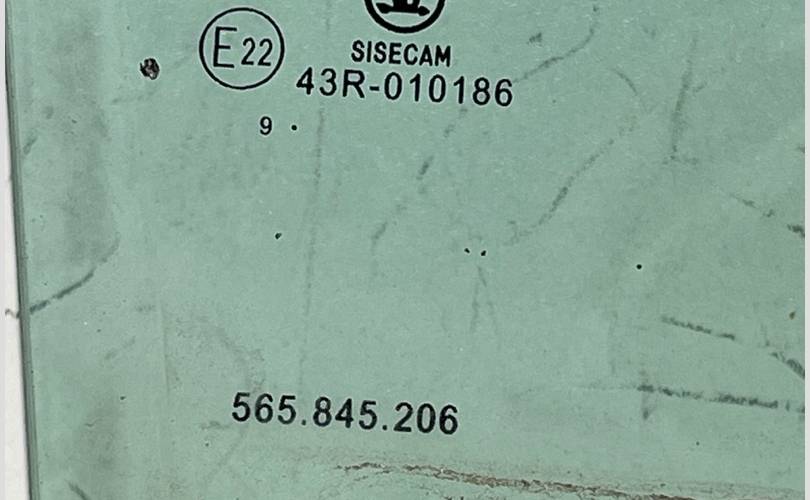 E22
SISECAM
43R-010186
9 .
565.845.206